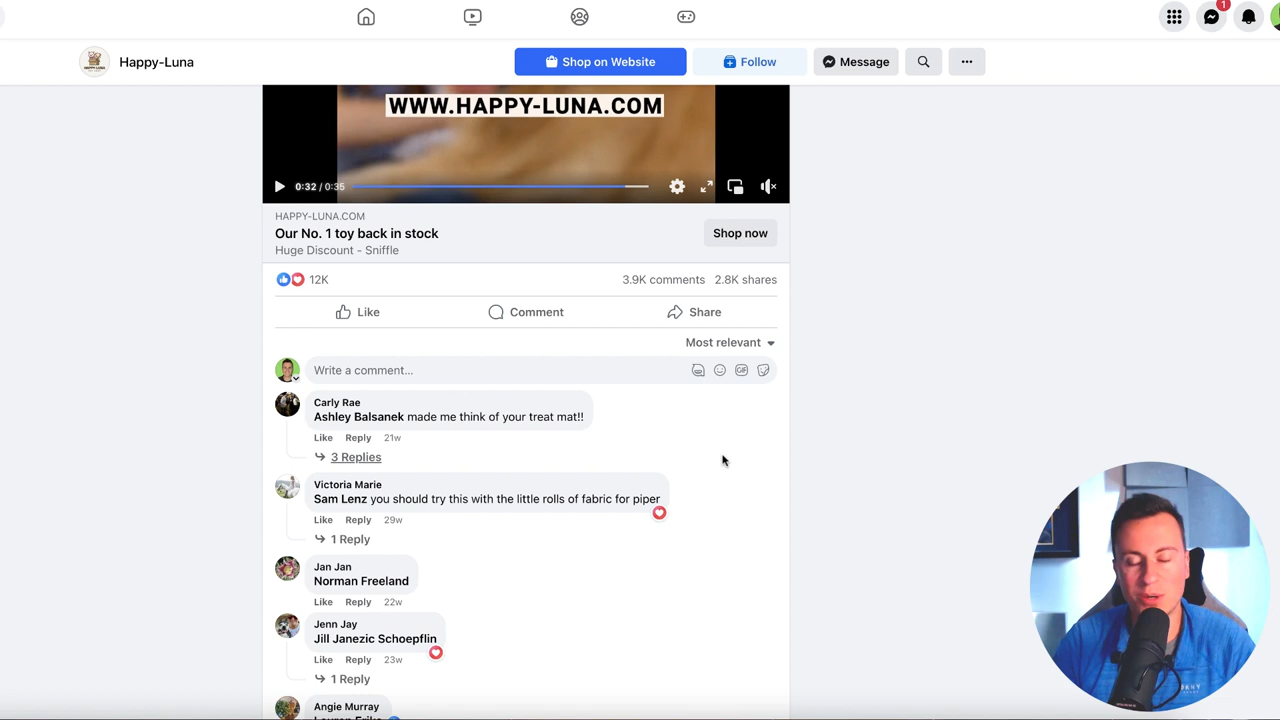 1
Happy-Luna
Shop on Website
Follow
Message
WWW.HAPPY-LUNA.COM
0:32 / 0:35
HAPPY-LUNA.COM
Our No. 1 toy back in stock
Huge Discount - Sniffle
Shop now
12K
3.9K comments 2.8K shares
Like
Comment
Share
Most relevant
Write a comment...
GIF
Carly Rae
Ashley Balsanek made me think of your treat mat!!
Like Reply 21w
3 Replies
Victoria Marie
Sam Lenz you should try this with the little rolls of fabric for piper
Like Reply 29w
1 Reply
Jan Jan
Norman Freeland
Like Reply 22w
Jenn Jay
Jill Janezic Schoepflin
Like Reply 23w
1 Reply
Angie Murray